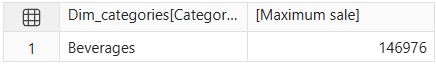 Dim_categories[Categor... [Maximum sale]
1 Beverages 146976